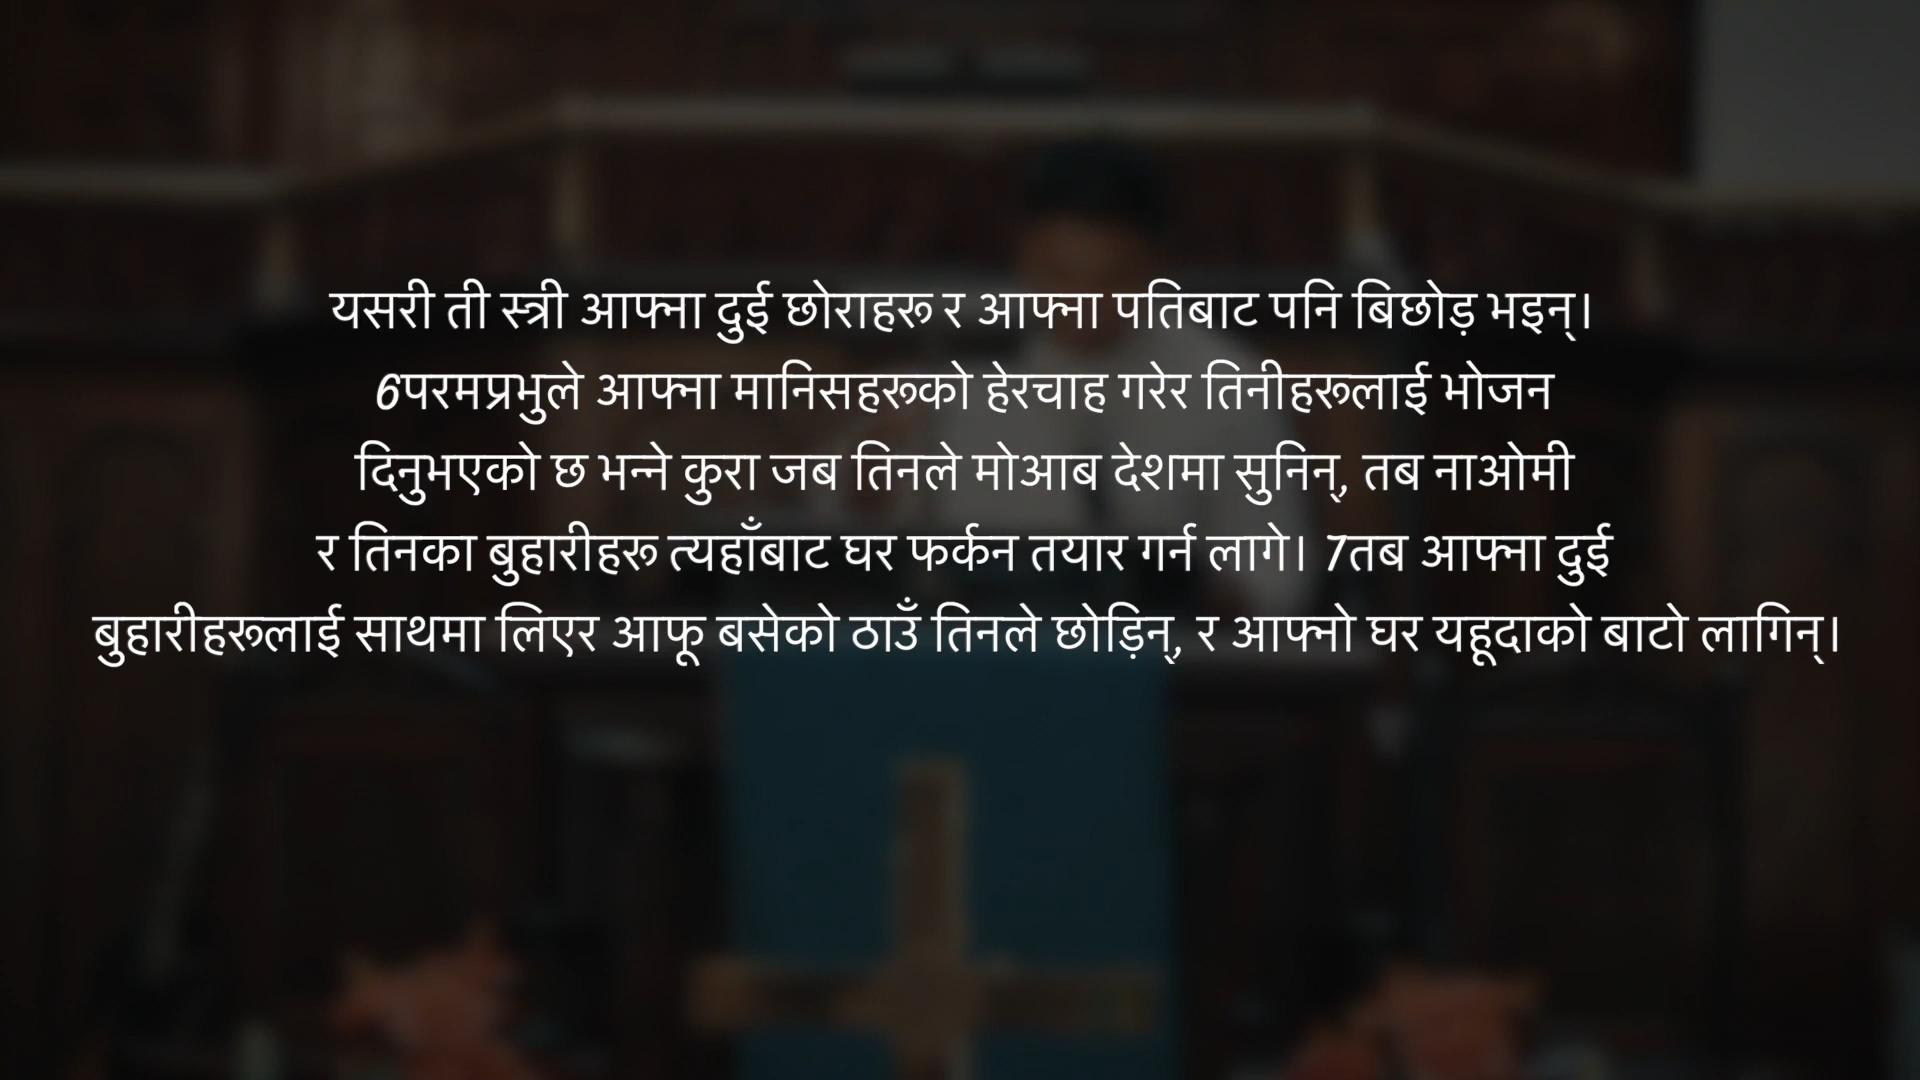 यसरी ती स्त्री आफ्ना दुई छोराहरू र आफ्ना पतिबाट पनि बिछोड़ भइन्।
6परमप्रभुले आफ्ना मानिसहरूको हेरचाह गरेर तिनीहरूलाई भोजन
दिनुभएको छ भन्ने कुरा जब तिनले मोआब देशमा सुनिन्, तब नाओमी
र तिनका बुहारीहरू त्यहाँबाट घर फर्कन तयार गर्न लागे। 7तब आफ्ना दुई
बुहारीहरूलाई साथमा लिएर आफू बसेको ठाउँ तिनले छोड़िन्, र आफ्नो घर यहूदाको बाटो लागिन्।